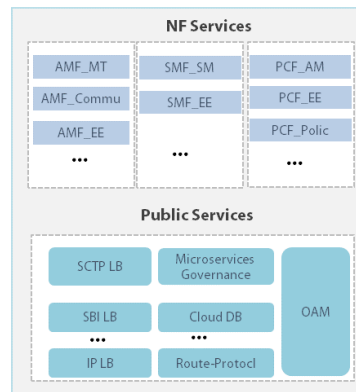 NF Services
AMF_MT
SMF_SM
PCF_AM
AMF_Commu
SMF_EE
PCF_EE
AMF_EE
PCF_Polic
...
...
...
Public Services
SCTP LB
Microservices
Governance
OAM
SBI LB
Cloud DB
...
...
IP LB
Route-Protocl